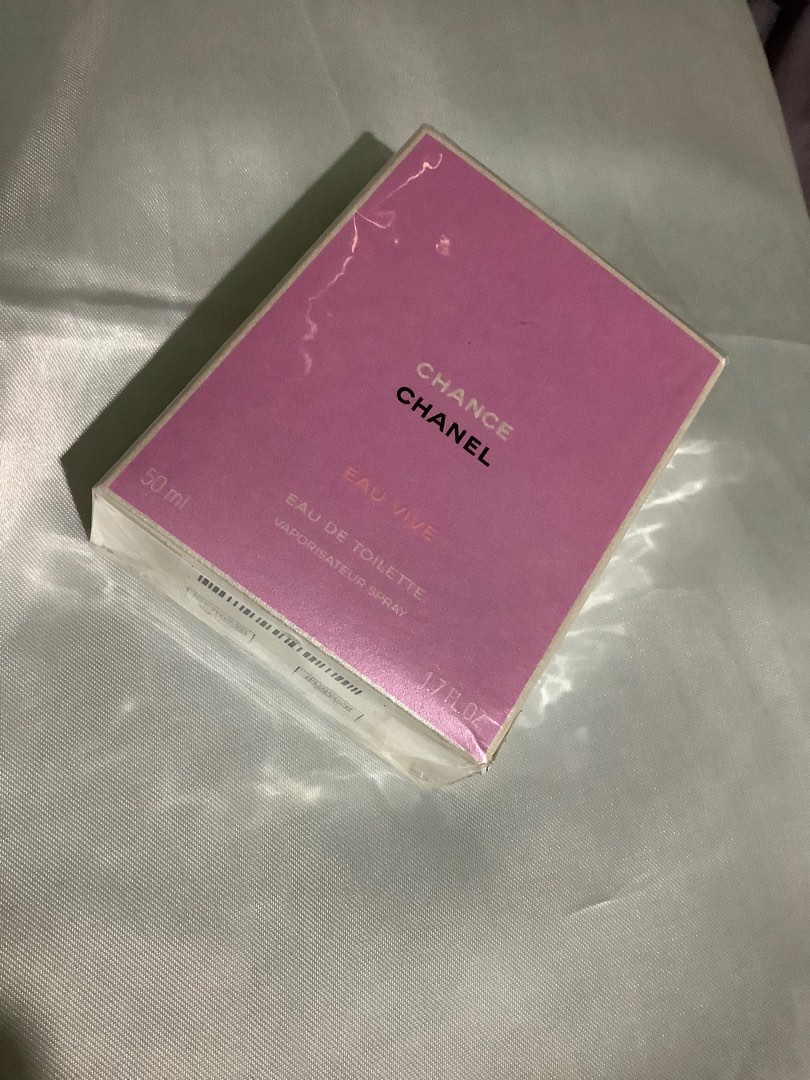 CHANCE
CHANEL
EAU VIVE
EAU DE TOILETTE
VAPORISATEUR SPRAY
50 ml
1.7 FL.OZ